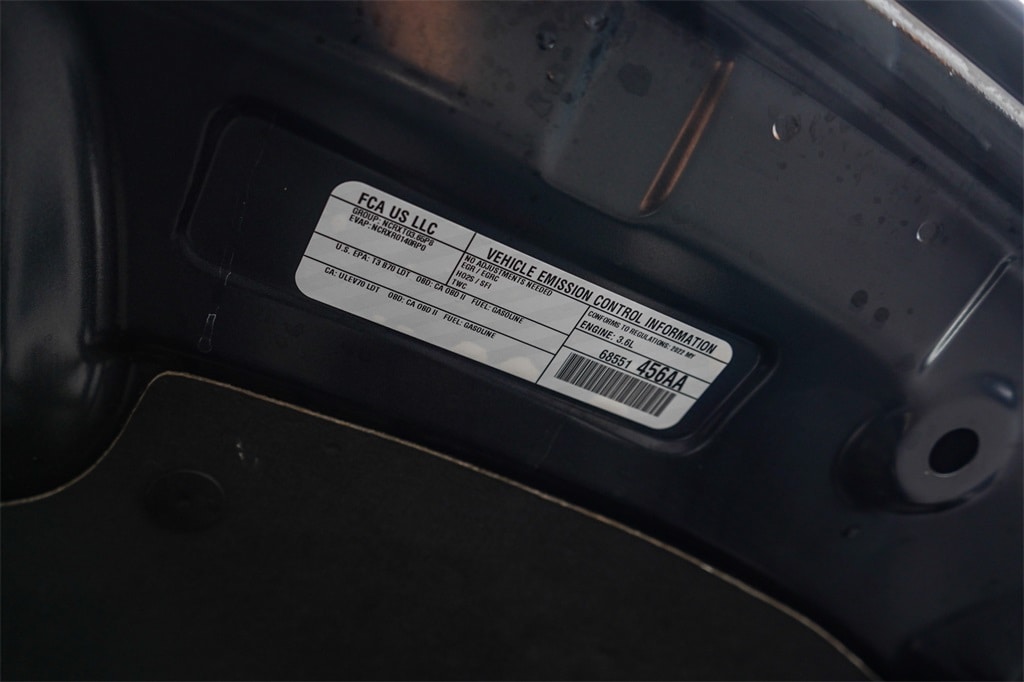 FCA US LLC
GROUP: NCRXT03.65P0
EVAP: NCRXR0140RP0
VEHICLE EMISSION CONTROL INFORMATION
NO ADJUSTMENTS NEEDED
EGR / EGRC
HO2S / SFI
TWC
CONFORMS TO REGULATIONS: 2022 MY
U.S. EPA: T3 B70 LDT OBD: CA OBD II FUEL: GASOLINE
CA: ULEV70 LDT OBD: CA OBD II FUEL: GASOLINE
ENGINE: 3.6L
68551 456AA